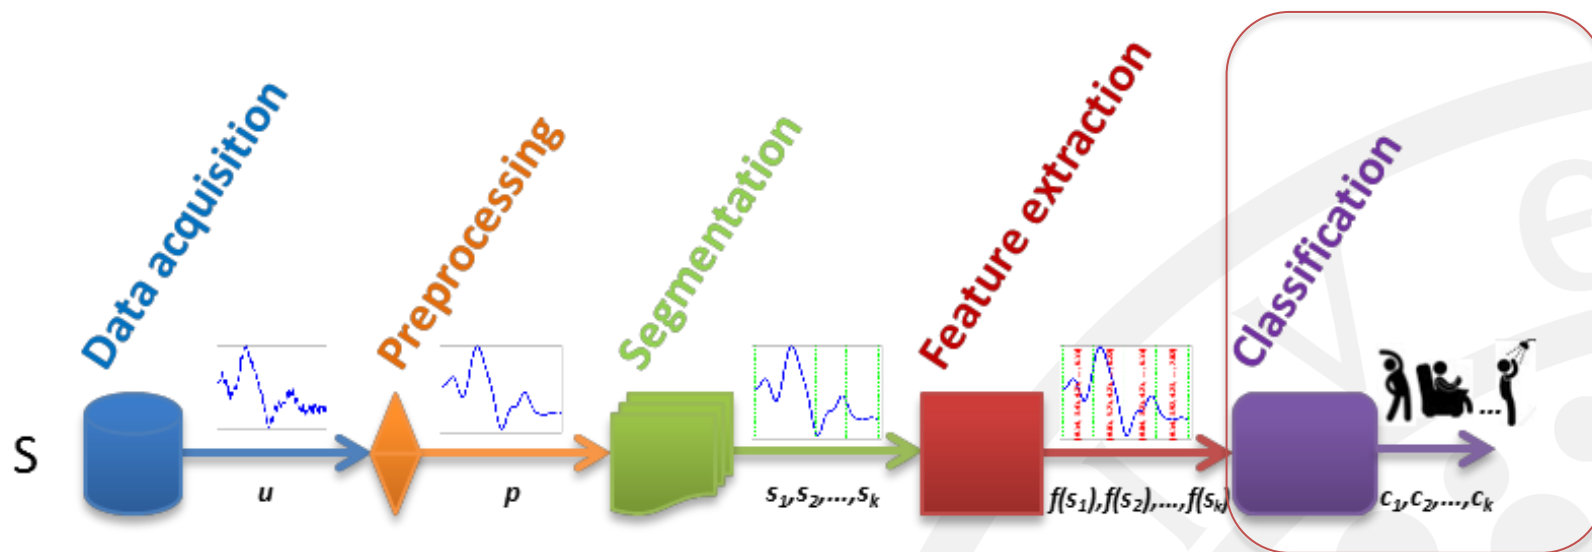 Data acquisition
Preprocessing
Segmentation
Feature extraction
Classification
S
u
p
s₁,s₂,...,sₖ
f(s₁),f(s₂),...,f(sₖ)
...
c₁,c₂,...,cₖ